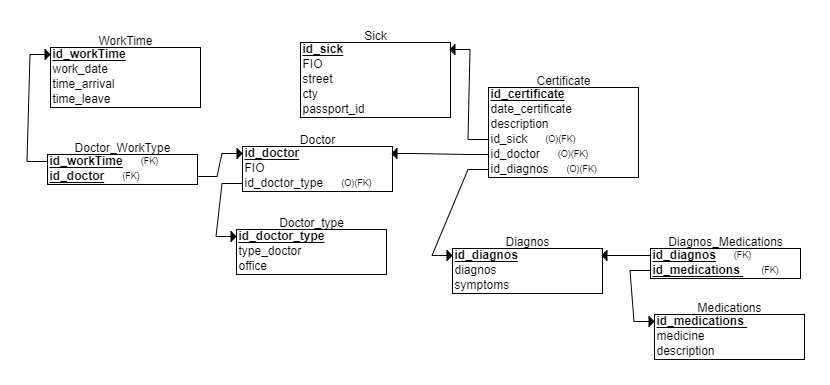 WorkTime
id_workTime
work_date
time_arrival
time_leave
Sick
id_sick
FIO
street
cty
passport_id
Certificate
id_certificate
date_certificate
description
id_sick (O)(FK)
id_doctor (O)(FK)
id_diagnos (O)(FK)
Doctor_WorkType
id_workTime (FK)
id_doctor (FK)
Doctor
id_doctor
FIO
id_doctor_type (O)(FK)
Doctor_type
id_doctor_type
type_doctor
office
Diagnos
id_diagnos
diagnos
symptoms
Diagnos_Medications
id_diagnos (FK)
id_medications (FK)
Medications
id_medications
medicine
description